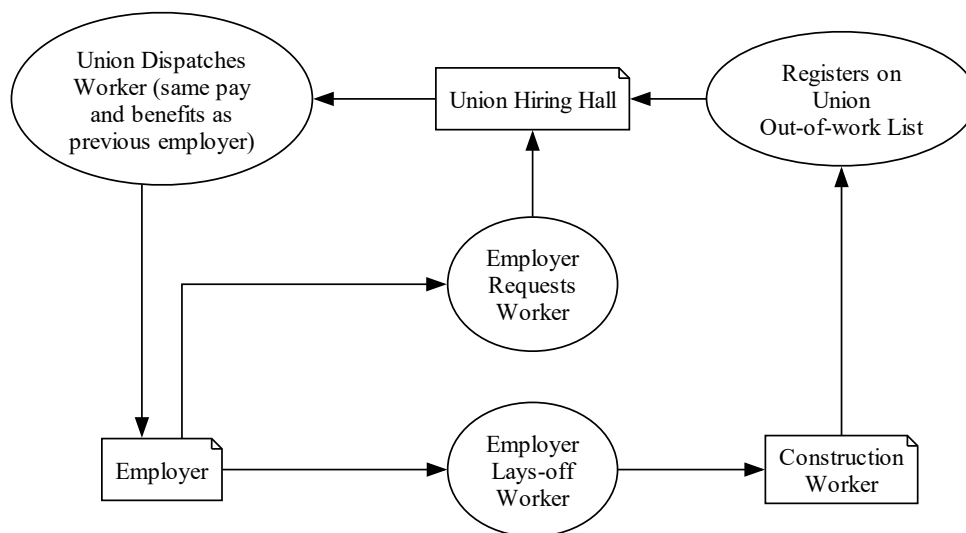 Union Dispatches
Worker (same pay
and benefits as
previous employer)
Union Hiring Hall
Registers on
Union
Out-of-work List
Employer
Requests
Worker
Employer
Employer
Lays-off
Worker
Construction
Worker